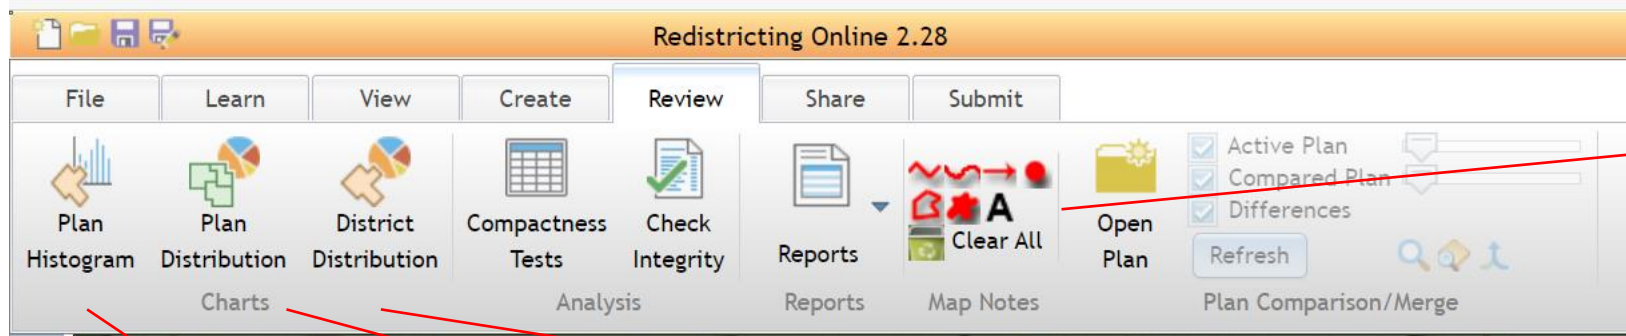 Redistricting Online 2.28
File Learn View Create Review Share Submit
Plan Histogram
Plan Distribution
District Distribution
Charts
Compactness Tests
Check Integrity
Analysis
Reports
Reports
A
Clear All
Map Notes
Open Plan
Active Plan
Compared Plan
Differences
Refresh
Plan Comparison/Merge